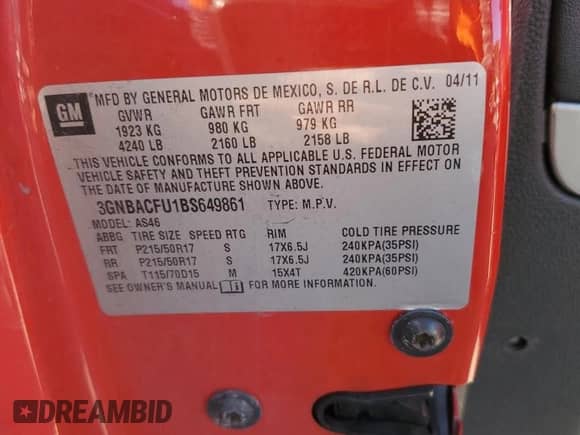 GM
MFD BY GENERAL MOTORS DE MEXICO, S. DE R.L. DE C.V. 04/11
GVWR GAWR FRT GAWR RR
1923 KG 980 KG 979 KG
4240 LB 2160 LB 2158 LB
THIS VEHICLE CONFORMS TO ALL APPLICABLE U.S. FEDERAL MOTOR
VEHICLE SAFETY AND THEFT PREVENTION STANDARDS IN EFFECT ON
THE DATE OF MANUFACTURE SHOWN ABOVE.
3GNBACFU1BS649861 TYPE: M.P.V.
MODEL: AS46
ABBG TIRE SIZE SPEED RTG RIM COLD TIRE PRESSURE
FRT P215/50R17 S 17X6.5J 240KPA(35PSI)
RR P215/50R17 S 17X6.5J 240KPA(35PSI)
SPA T115/70D15 M 15X4T 420KPA(60PSI)
SEE OWNER'S MANUAL FOR MORE INFORMATION.
DREAMBID